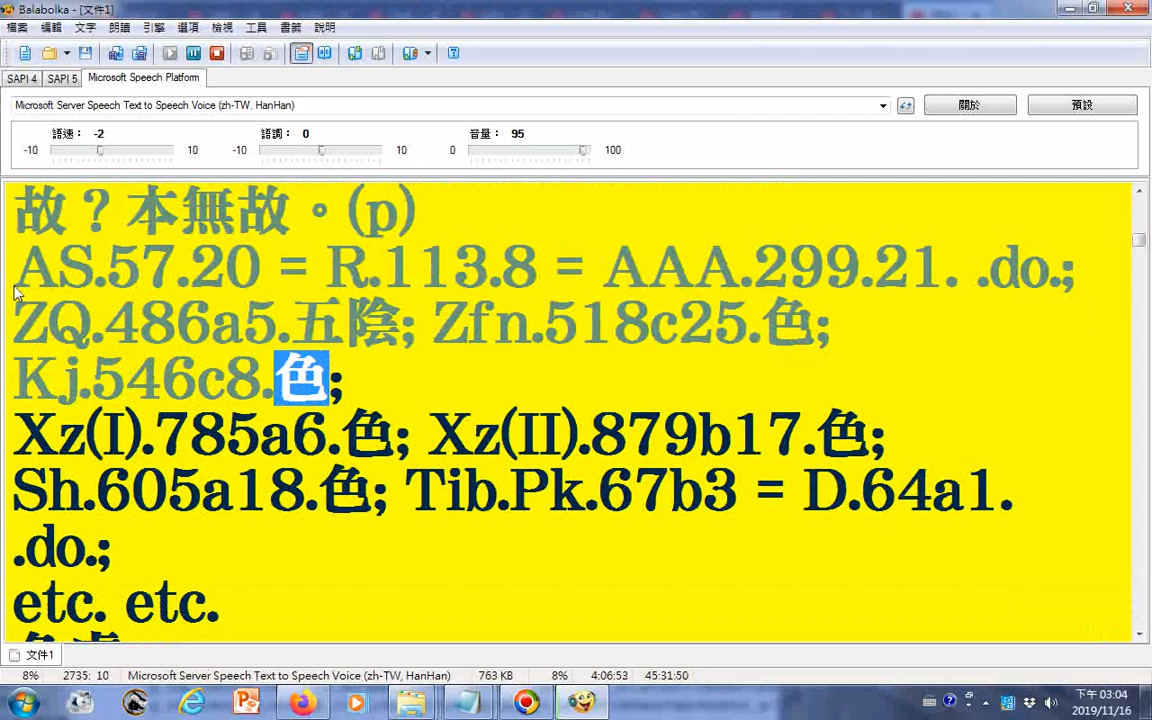 Balabolka - [文件1]
檔案 編輯 文字 朗讀 引擎 選項 檢視 工具 書籤 說明
SAPI 4 SAPI 5 Microsoft Speech Platform
Microsoft Server Speech Text to Speech Voice (zh-TW, HanHan) 關於 預設
語速： -2 語調： 0 音量： 95
-10 10 -10 10 0 100
故？本無故。(p)
AS.57.20 = R.113.8 = AAA.299.21. .do.;
ZQ.486a5.五陰; Zfn.518c25.色;
Kj.546c8.色;
Xz(I).785a6.色; Xz(II).879b17.色;
Sh.605a18.色; Tib.Pk.67b3 = D.64a1.
.do.;
etc. etc.
文件1
8% 2735: 10 Microsoft Server Speech Text to Speech Voice (zh-TW, HanHan) 763 KB 8% 4:06:53 45:31:50
下午 03:04
2019/11/16